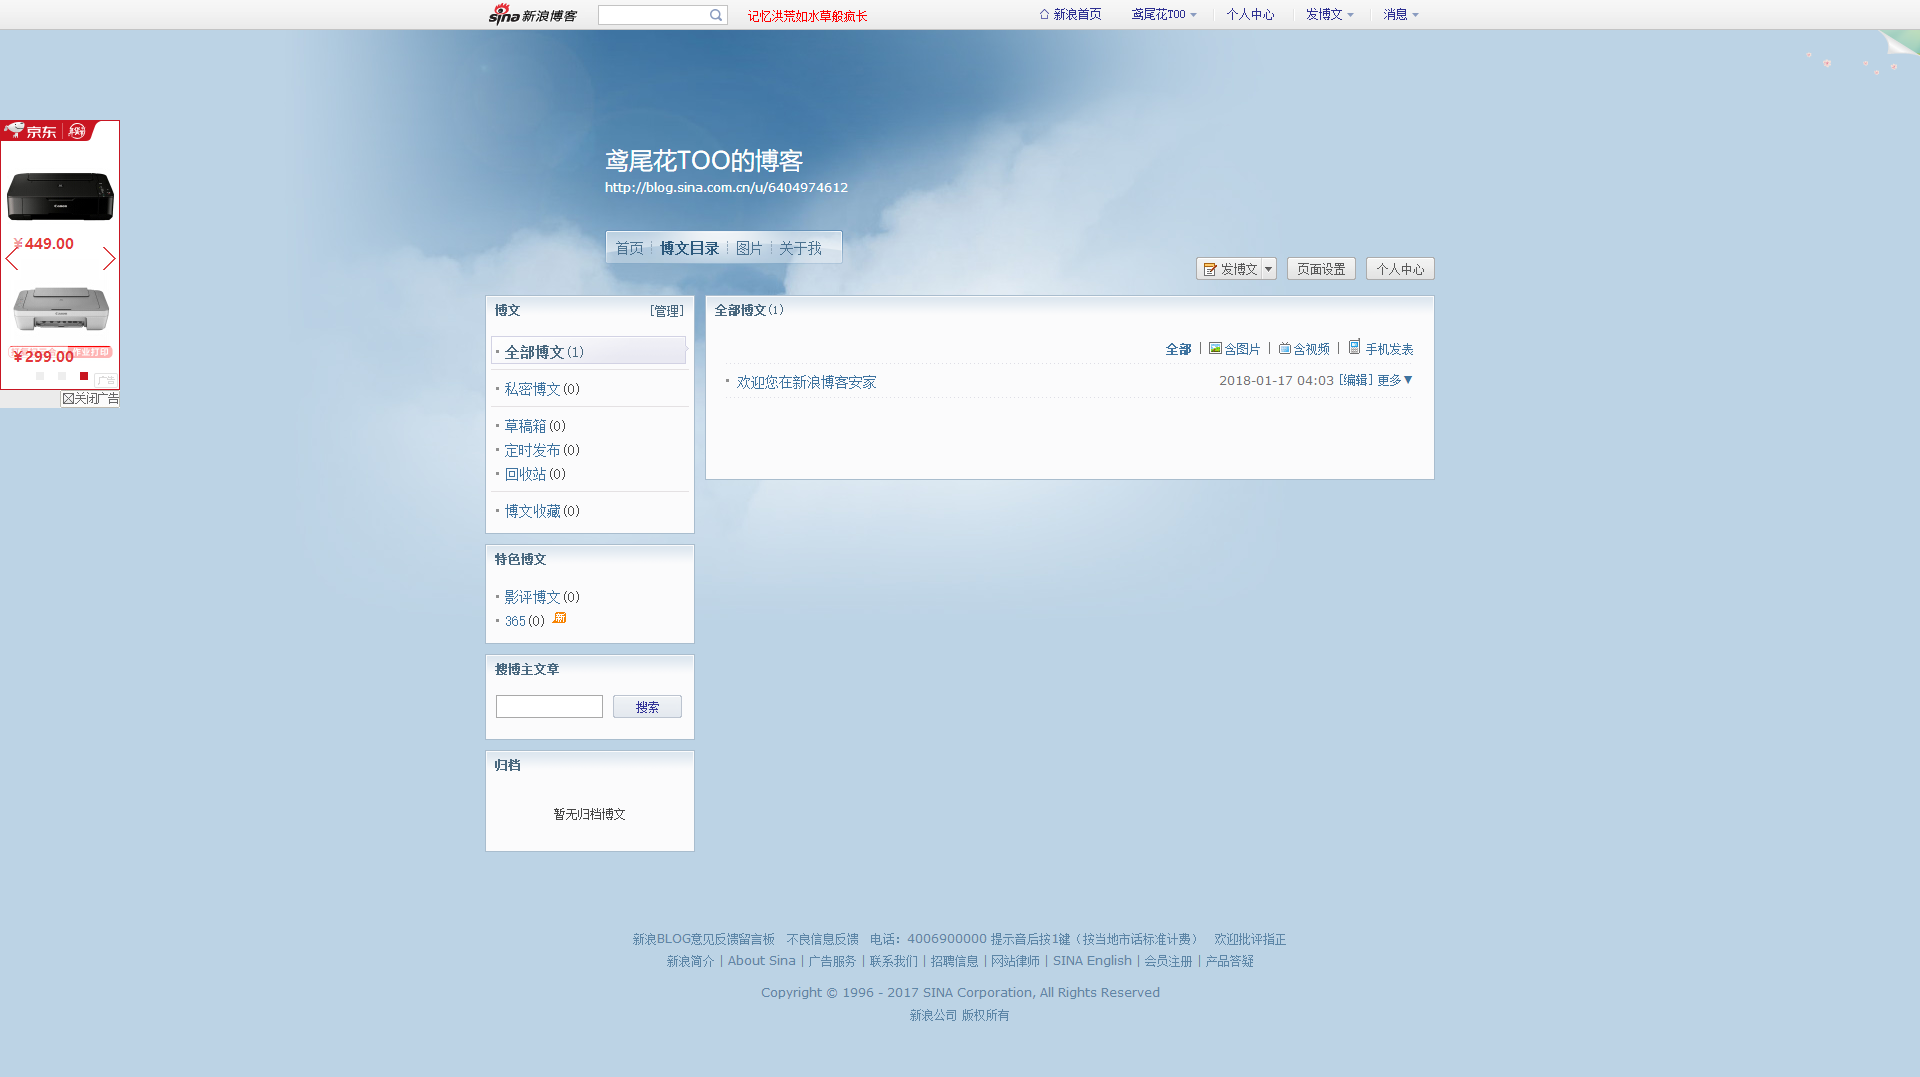 sina 新浪博客
记忆洪荒如水草般疯长
新浪首页 鸢尾花TOO 个人中心 发博文 消息
京东
¥449.00
¥299.00
作业打印
广告
关闭广告
鸢尾花TOO的博客
http://blog.sina.com.cn/u/6404974612
首页 博文目录 图片 关于我
发博文 页面设置 个人中心
博文 [管理]
全部博文(1)
私密博文(0)
草稿箱(0)
定时发布(0)
回收站(0)
博文收藏(0)
特色博文
影评博文(0)
365(0) 新
搜博主文章
搜索
归档
暂无归档博文
全部博文(1)
全部 | 含图片 | 含视频 | 手机发表
欢迎您在新浪博客安家 2018-01-17 04:03 [编辑] 更多▼
新浪BLOG意见反馈留言板 不良信息反馈 电话：4006900000 提示音后按1键（按当地市话标准计费） 欢迎批评指正
新浪简介 | About Sina | 广告服务 | 联系我们 | 招聘信息 | 网站律师 | SINA English | 会员注册 | 产品答疑
Copyright © 1996 - 2017 SINA Corporation, All Rights Reserved
新浪公司 版权所有